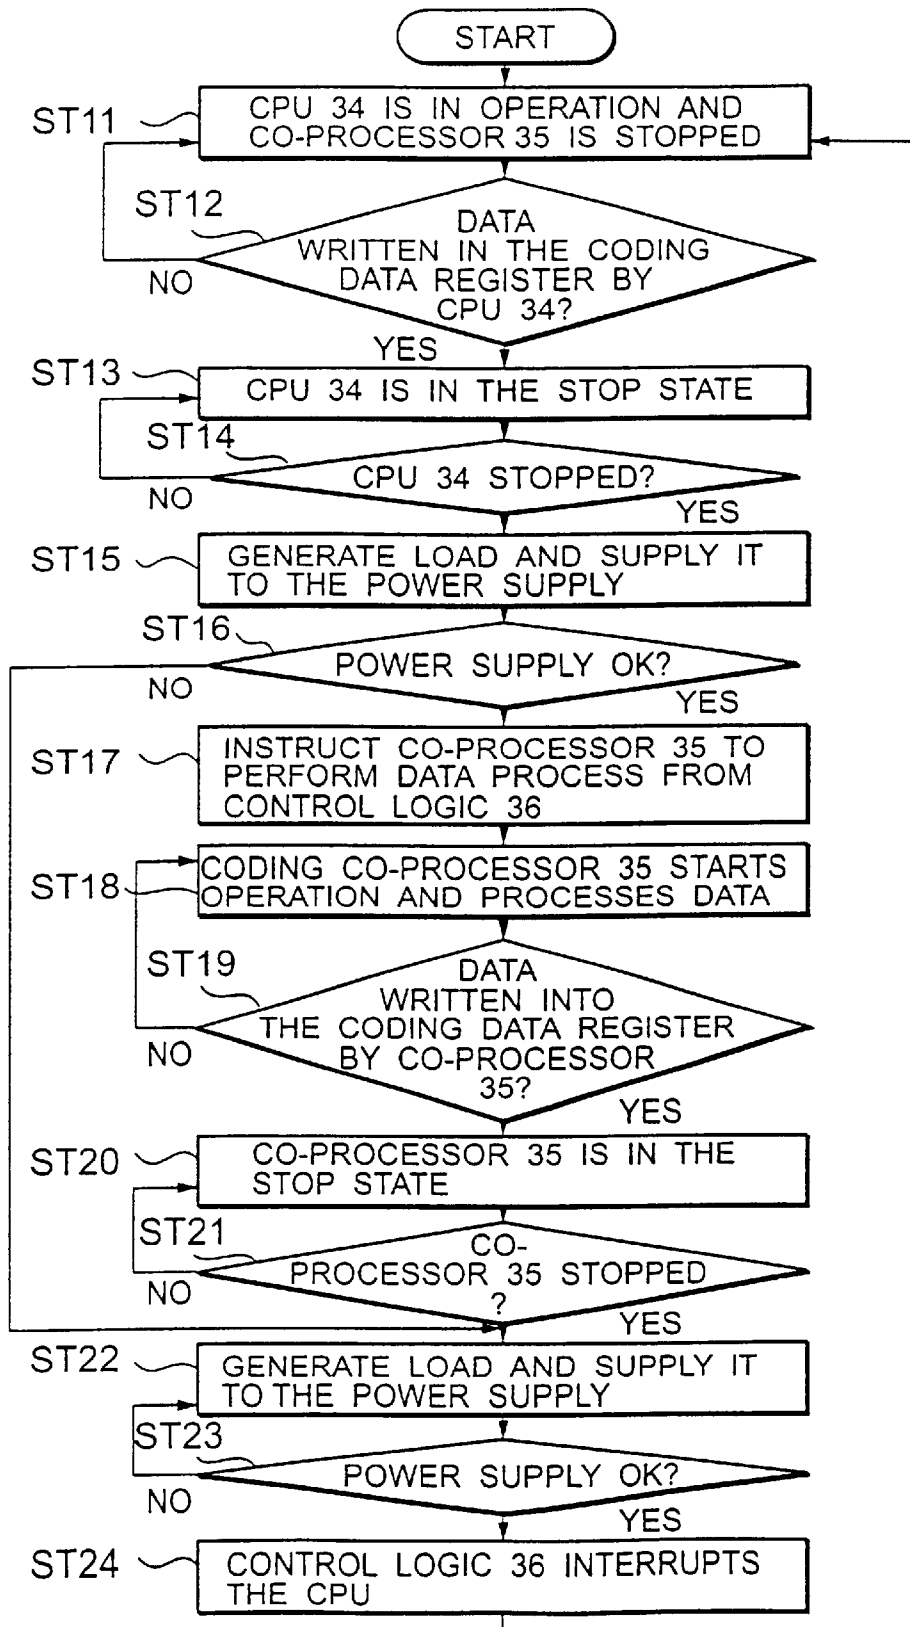 START
ST11
CPU 34 IS IN OPERATION AND
CO-PROCESSOR 35 IS STOPPED
ST12
DATA
WRITTEN IN THE CODING
DATA REGISTER BY
CPU 34?
NO
YES
ST13
CPU 34 IS IN THE STOP STATE
ST14
CPU 34 STOPPED?
NO
YES
ST15
GENERATE LOAD AND SUPPLY IT
TO THE POWER SUPPLY
ST16
POWER SUPPLY OK?
NO
YES
ST17
INSTRUCT CO-PROCESSOR 35 TO
PERFORM DATA PROCESS FROM
CONTROL LOGIC 36
ST18
CODING CO-PROCESSOR 35 STARTS
OPERATION AND PROCESSES DATA
ST19
DATA
WRITTEN INTO
THE CODING DATA REGISTER
BY CO-PROCESSOR
35?
NO
YES
ST20
CO-PROCESSOR 35 IS IN THE
STOP STATE
ST21
CO-
PROCESSOR 35 STOPPED
?
NO
YES
ST22
GENERATE LOAD AND SUPPLY IT
TO THE POWER SUPPLY
ST23
POWER SUPPLY OK?
NO
YES
ST24
CONTROL LOGIC 36 INTERRUPTS
THE CPU